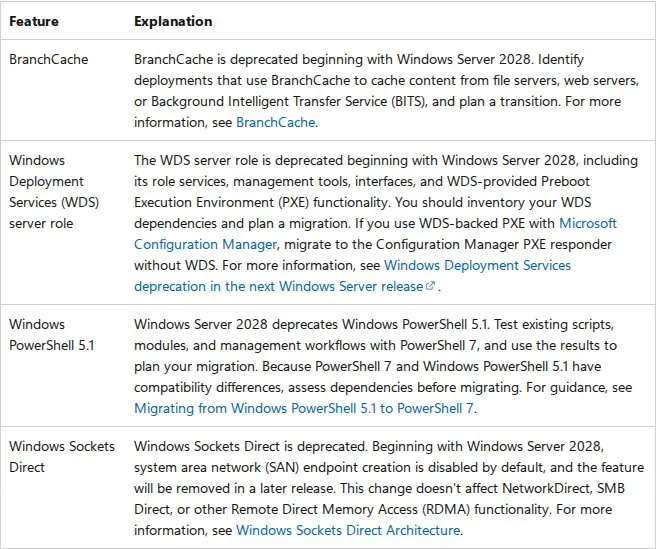 Feature Explanation
BranchCache BranchCache is deprecated beginning with Windows Server 2028. Identify
deployments that use BranchCache to cache content from file servers, web servers,
or Background Intelligent Transfer Service (BITS), and plan a transition. For more
information, see BranchCache.
Windows The WDS server role is deprecated beginning with Windows Server 2028, including
Deployment its role services, management tools, interfaces, and WDS-provided Preboot
Services (WDS) Execution Environment (PXE) functionality. You should inventory your WDS
server role dependencies and plan a migration. If you use WDS-backed PXE with Microsoft
Configuration Manager, migrate to the Configuration Manager PXE responder
without WDS. For more information, see Windows Deployment Services
deprecation in the next Windows Server release .
Windows Windows Server 2028 deprecates Windows PowerShell 5.1. Test existing scripts,
PowerShell 5.1 modules, and management workflows with PowerShell 7, and use the results to
plan your migration. Because PowerShell 7 and Windows PowerShell 5.1 have
compatibility differences, assess dependencies before migrating. For guidance, see
Migrating from Windows PowerShell 5.1 to PowerShell 7.
Windows Sockets Windows Sockets Direct is deprecated. Beginning with Windows Server 2028,
Direct system area network (SAN) endpoint creation is disabled by default, and the feature
will be removed in a later release. This change doesn't affect NetworkDirect, SMB
Direct, or other Remote Direct Memory Access (RDMA) functionality. For more
information, see Windows Sockets Direct Architecture.